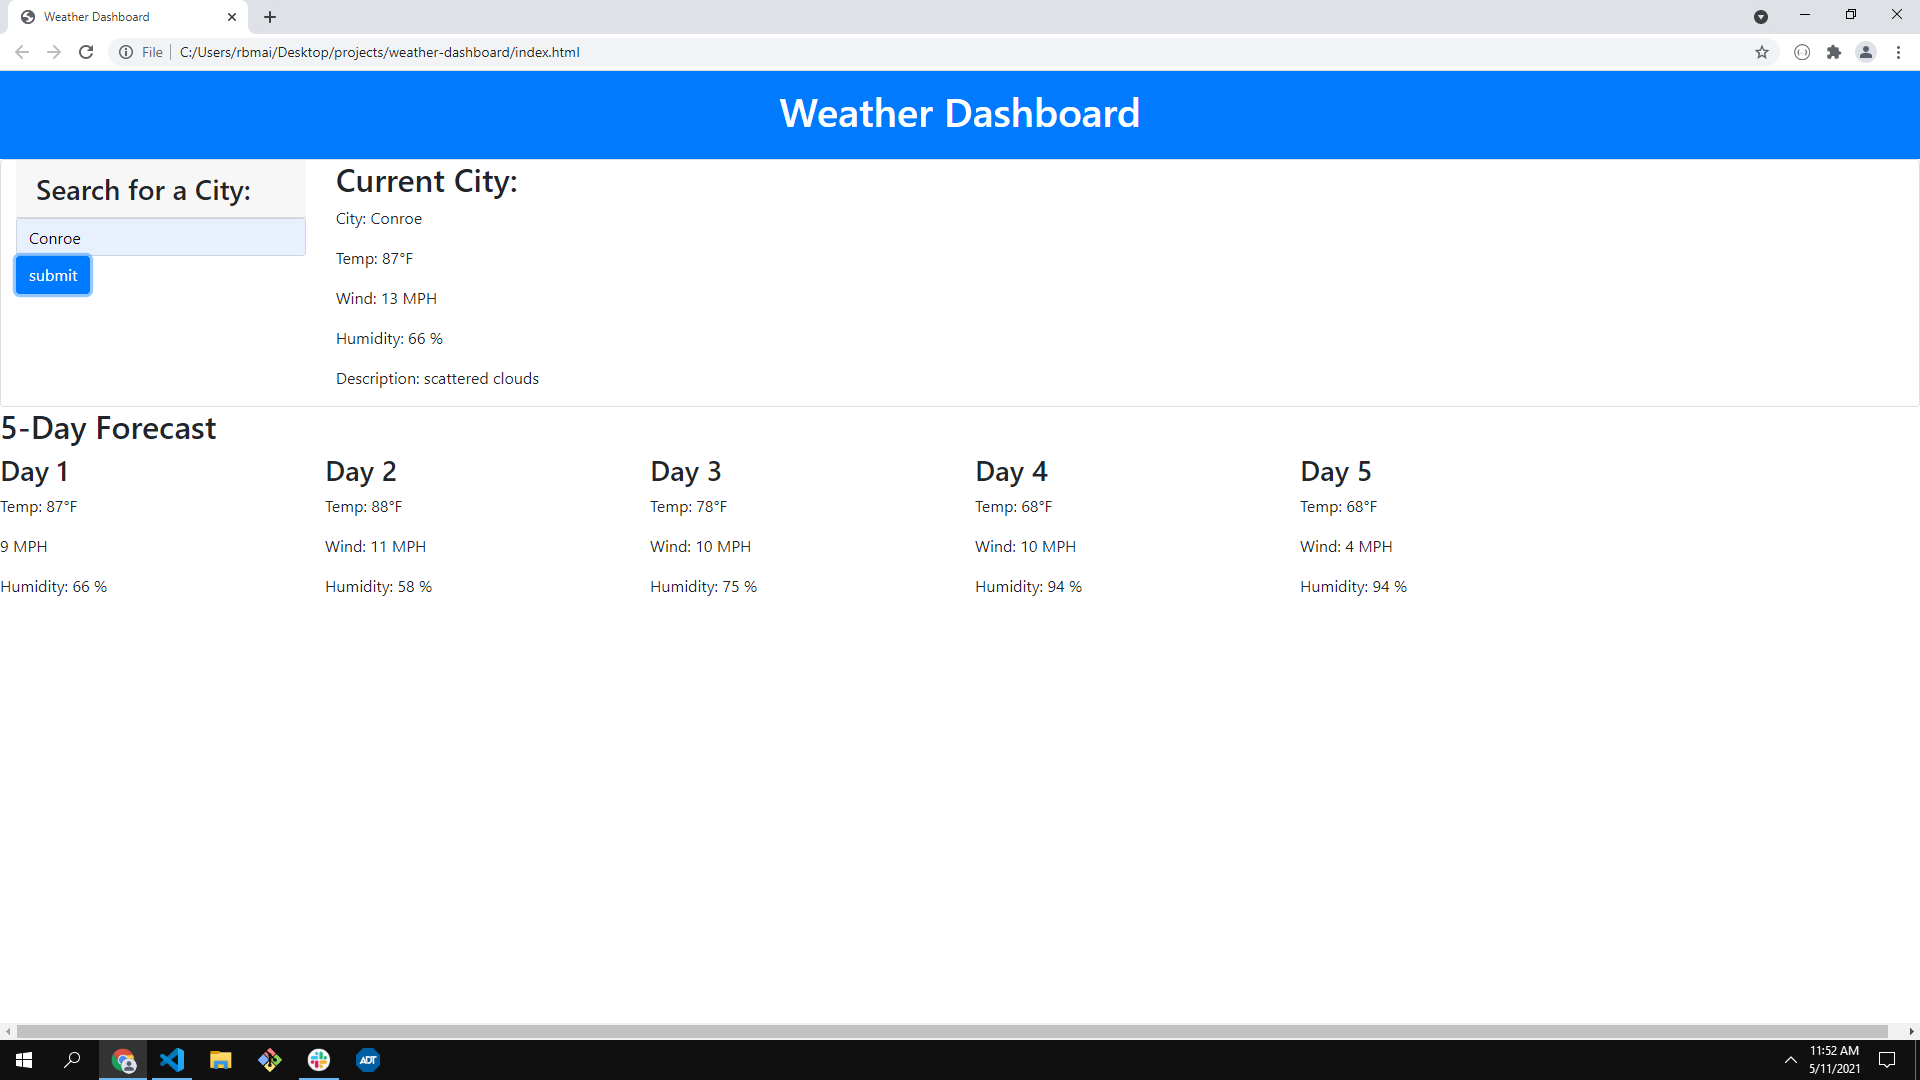 Weather Dashboard
File
C:/Users/rbmai/Desktop/projects/weather-dashboard/index.html
Weather Dashboard
Search for a City:
Conroe
submit
Current City:
City: Conroe
Temp: 87°F
Wind: 13 MPH
Humidity: 66 %
Description: scattered clouds
5-Day Forecast
Day 1
Temp: 87°F
9 MPH
Humidity: 66 %
Day 2
Temp: 88°F
Wind: 11 MPH
Humidity: 58 %
Day 3
Temp: 78°F
Wind: 10 MPH
Humidity: 75 %
Day 4
Temp: 68°F
Wind: 10 MPH
Humidity: 94 %
Day 5
Temp: 68°F
Wind: 4 MPH
Humidity: 94 %
ADT
11:52 AM
5/11/2021